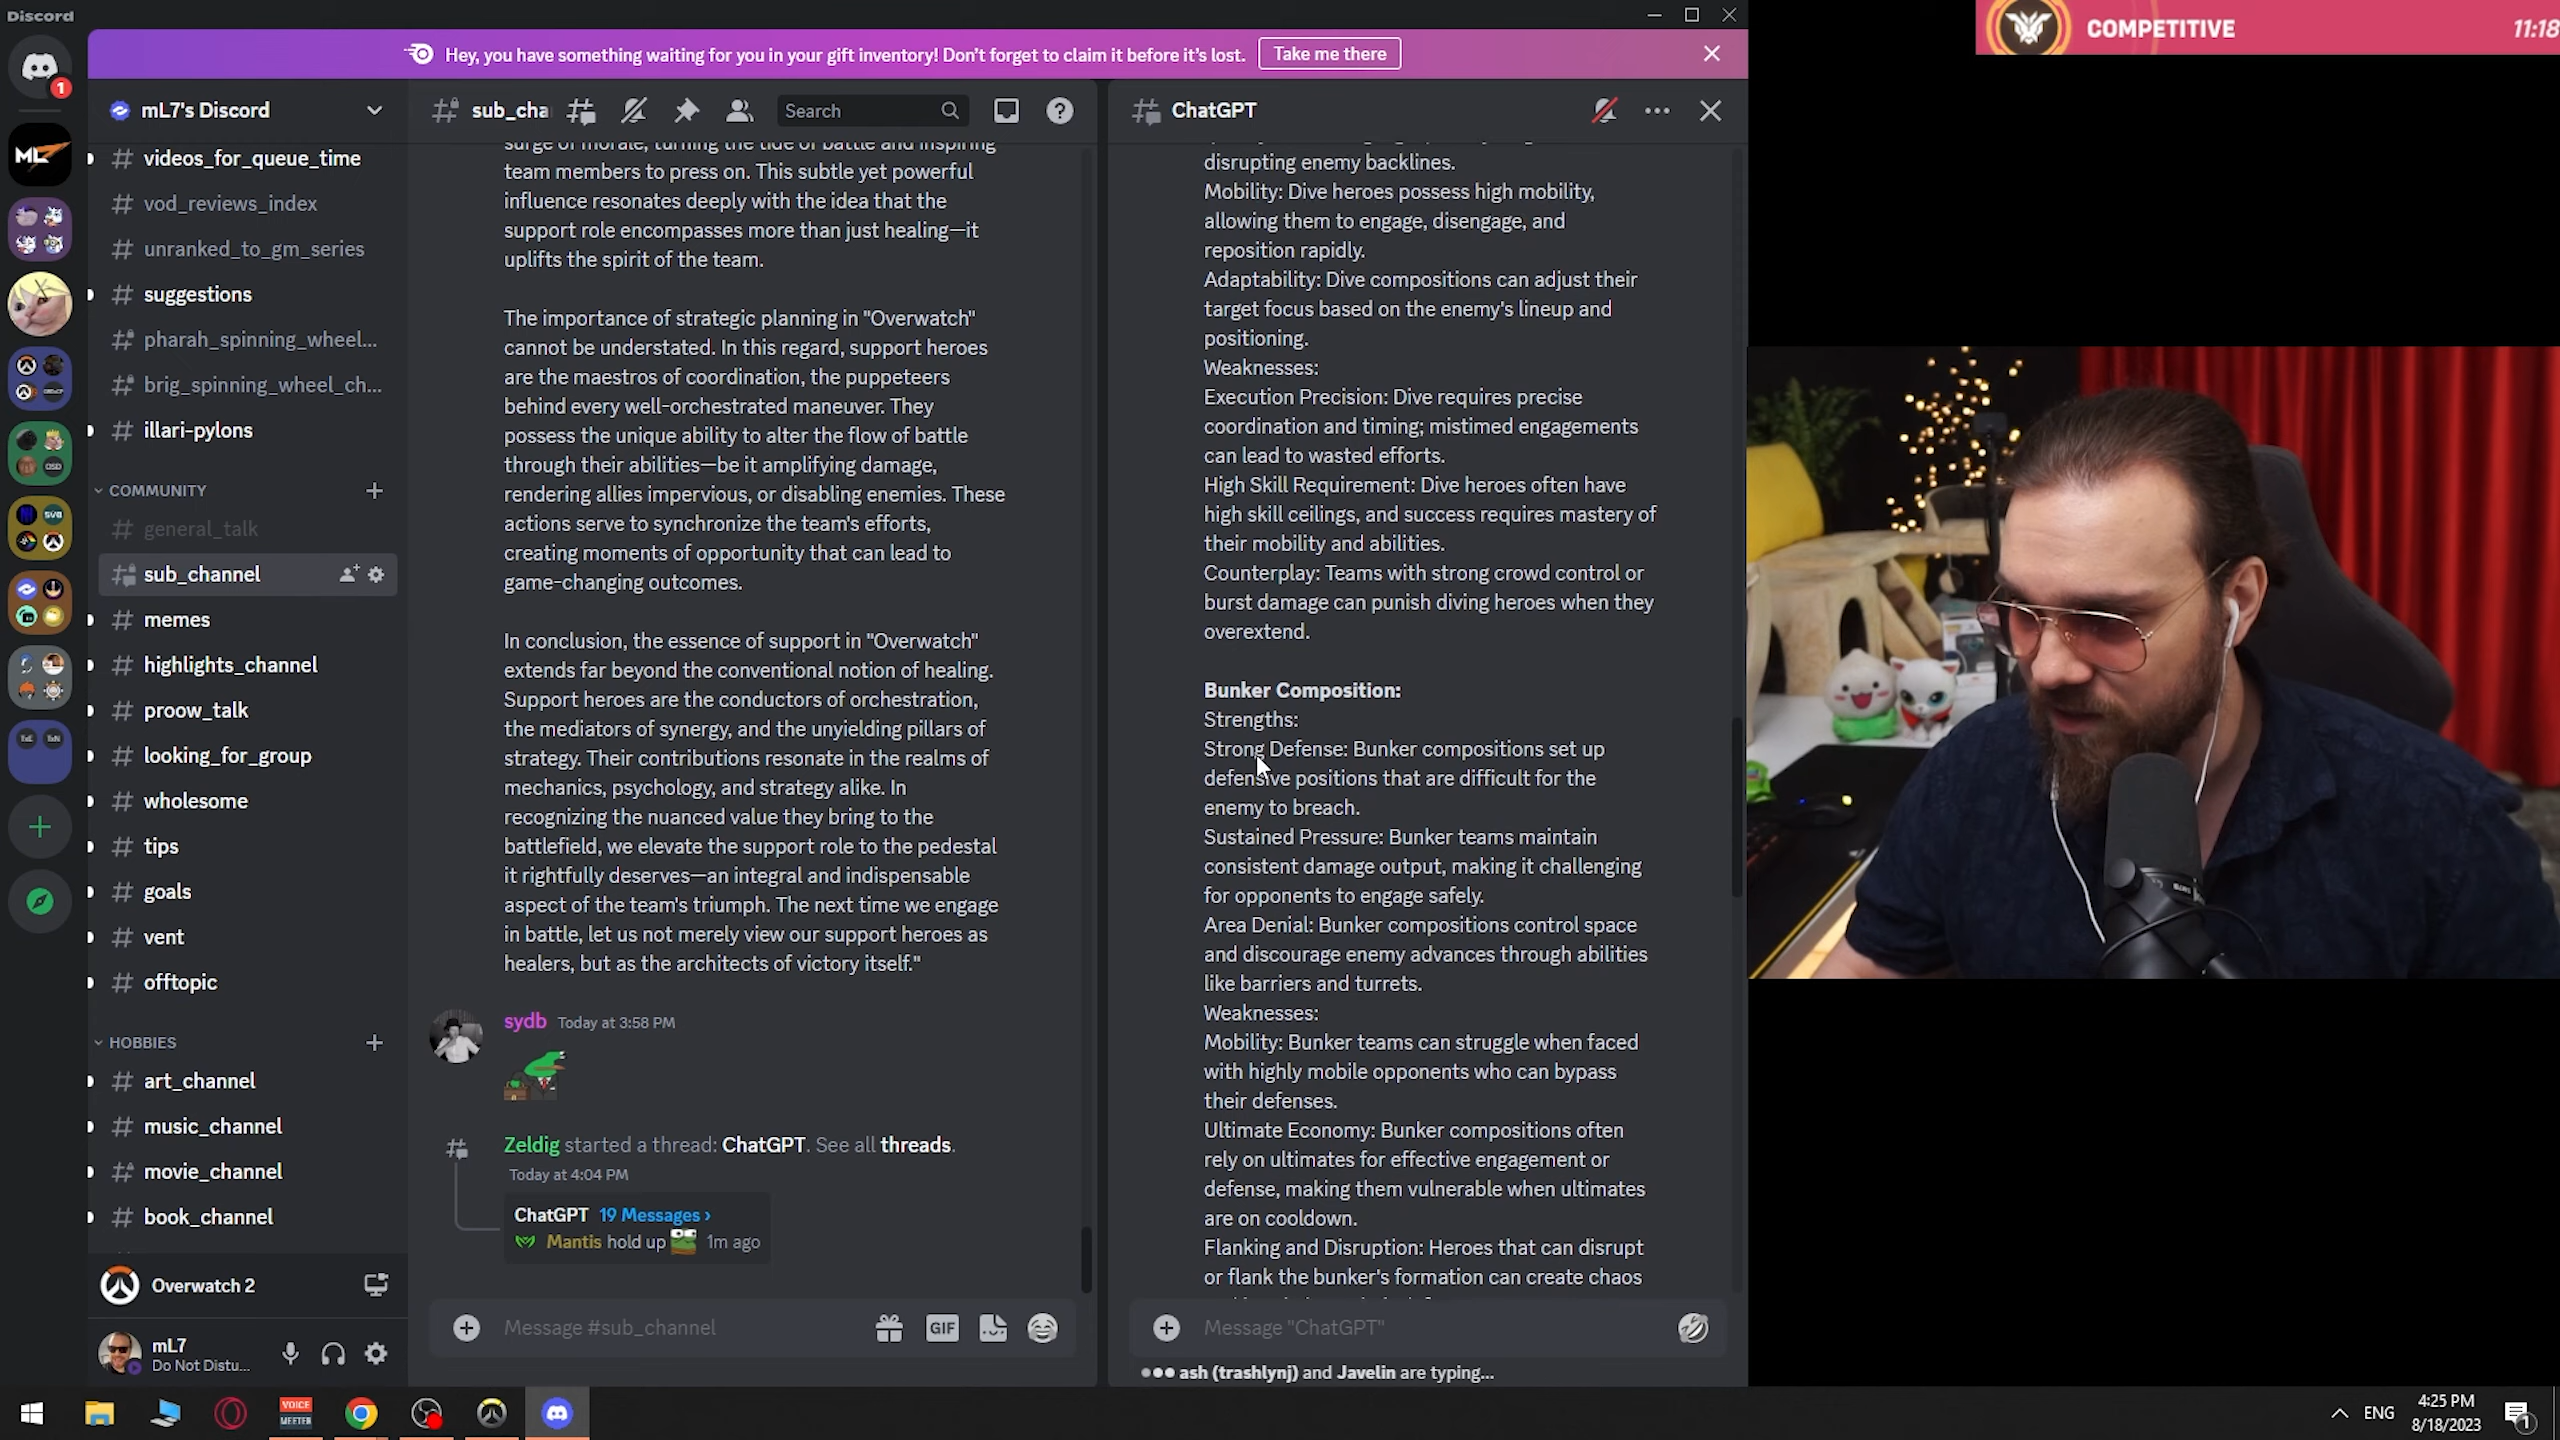 Discord
Hey, you have something waiting for you in your gift inventory! Don't forget to claim it before it's lost.
Take me there
COMPETITIVE
11:18
mL7's Discord
videos_for_queue_time
vod_reviews_index
unranked_to_gm_series
suggestions
pharah_spinning_wheel...
brig_spinning_wheel_ch...
illari-pylons
COMMUNITY
general_talk
sub_channel
memes
highlights_channel
proow_talk
looking_for_group
wholesome
tips
goals
vent
offtopic
HOBBIES
art_channel
music_channel
movie_channel
book_channel
Overwatch 2
mL7
Do Not Distu...
sub_cha
Search
surge of morale, turning the tide of battle and inspiring
team members to press on. This subtle yet powerful
influence resonates deeply with the idea that the
support role encompasses more than just healing—it
uplifts the spirit of the team.
The importance of strategic planning in "Overwatch"
cannot be understated. In this regard, support heroes
are the maestros of coordination, the puppeteers
behind every well-orchestrated maneuver. They
possess the unique ability to alter the flow of battle
through their abilities—be it amplifying damage,
rendering allies impervious, or disabling enemies. These
actions serve to synchronize the team's efforts,
creating moments of opportunity that can lead to
game-changing outcomes.
In conclusion, the essence of support in "Overwatch"
extends far beyond the conventional notion of healing.
Support heroes are the conductors of orchestration,
the mediators of synergy, and the unyielding pillars of
strategy. Their contributions resonate in the realms of
mechanics, psychology, and strategy alike. In
recognizing the nuanced value they bring to the
battlefield, we elevate the support role to the pedestal
it rightfully deserves—an integral and indispensable
aspect of the team's triumph. The next time we engage
in battle, let us not merely view our support heroes as
healers, but as the architects of victory itself."
sydb Today at 3:58 PM
Zeldig started a thread: ChatGPT. See all threads.
Today at 4:04 PM
ChatGPT 19 Messages ›
Mantis hold up 1m ago
Message #sub_channel
GIF
ChatGPT
disrupting enemy backlines.
Mobility: Dive heroes possess high mobility,
allowing them to engage, disengage, and
reposition rapidly.
Adaptability: Dive compositions can adjust their
target focus based on the enemy's lineup and
positioning.
Weaknesses:
Execution Precision: Dive requires precise
coordination and timing; mistimed engagements
can lead to wasted efforts.
High Skill Requirement: Dive heroes often have
high skill ceilings, and success requires mastery of
their mobility and abilities.
Counterplay: Teams with strong crowd control or
burst damage can punish diving heroes when they
overextend.
Bunker Composition:
Strengths:
Strong Defense: Bunker compositions set up
defensive positions that are difficult for the
enemy to breach.
Sustained Pressure: Bunker teams maintain
consistent damage output, making it challenging
for opponents to engage safely.
Area Denial: Bunker compositions control space
and discourage enemy advances through abilities
like barriers and turrets.
Weaknesses:
Mobility: Bunker teams can struggle when faced
with highly mobile opponents who can bypass
their defenses.
Ultimate Economy: Bunker compositions often
rely on ultimates for effective engagement or
defense, making them vulnerable when ultimates
are on cooldown.
Flanking and Disruption: Heroes that can disrupt
or flank the bunker's formation can create chaos
Message "ChatGPT"
ash (trashlynj) and Javelin are typing...
VOICE
MEETER
ENG
4:25 PM
8/18/2023
1